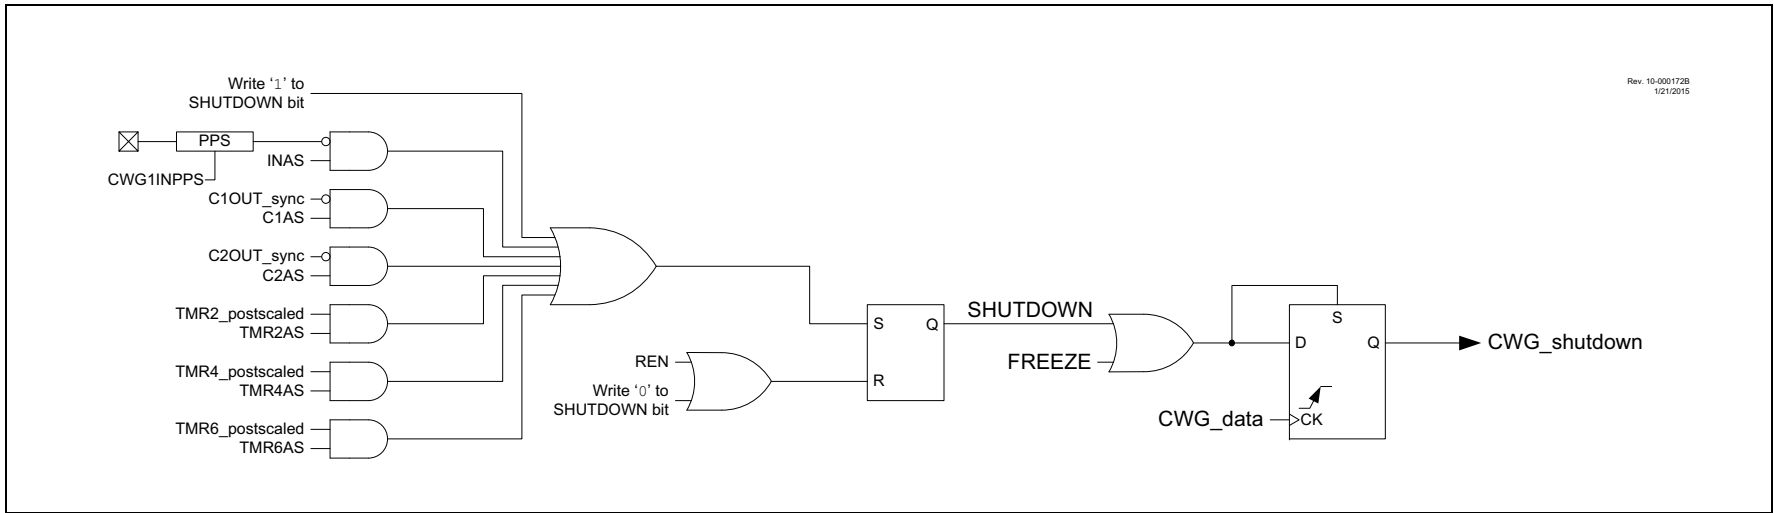 Rev. 10-000172B
1/21/2015
Write ‘1’ to
SHUTDOWN bit
PPS
INAS
CWG1INPPS
C1OUT_sync
C1AS
C2OUT_sync
C2AS
TMR2_postscaled
TMR2AS
TMR4_postscaled
TMR4AS
TMR6_postscaled
TMR6AS
REN
Write ‘0’ to
SHUTDOWN bit
S
Q
R
SHUTDOWN
FREEZE
S
D
Q
CWG_data
CK
CWG_shutdown